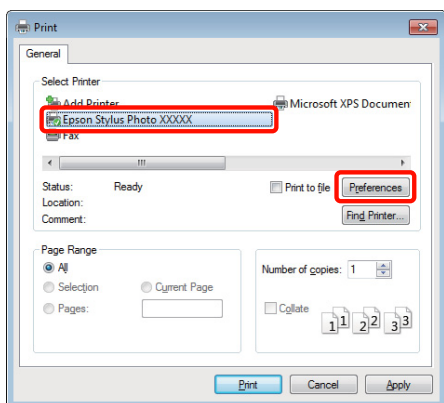 Print
General
Select Printer
Add Printer
Microsoft XPS Documen
Epson Stylus Photo XXXXX
Fax
Status: Ready
Print to file
Preferences
Location:
Comment:
Find Printer...
Page Range
All
Selection
Current Page
Pages:
Number of copies: 1
Collate
1 1 2 2 3 3
Print
Cancel
Apply